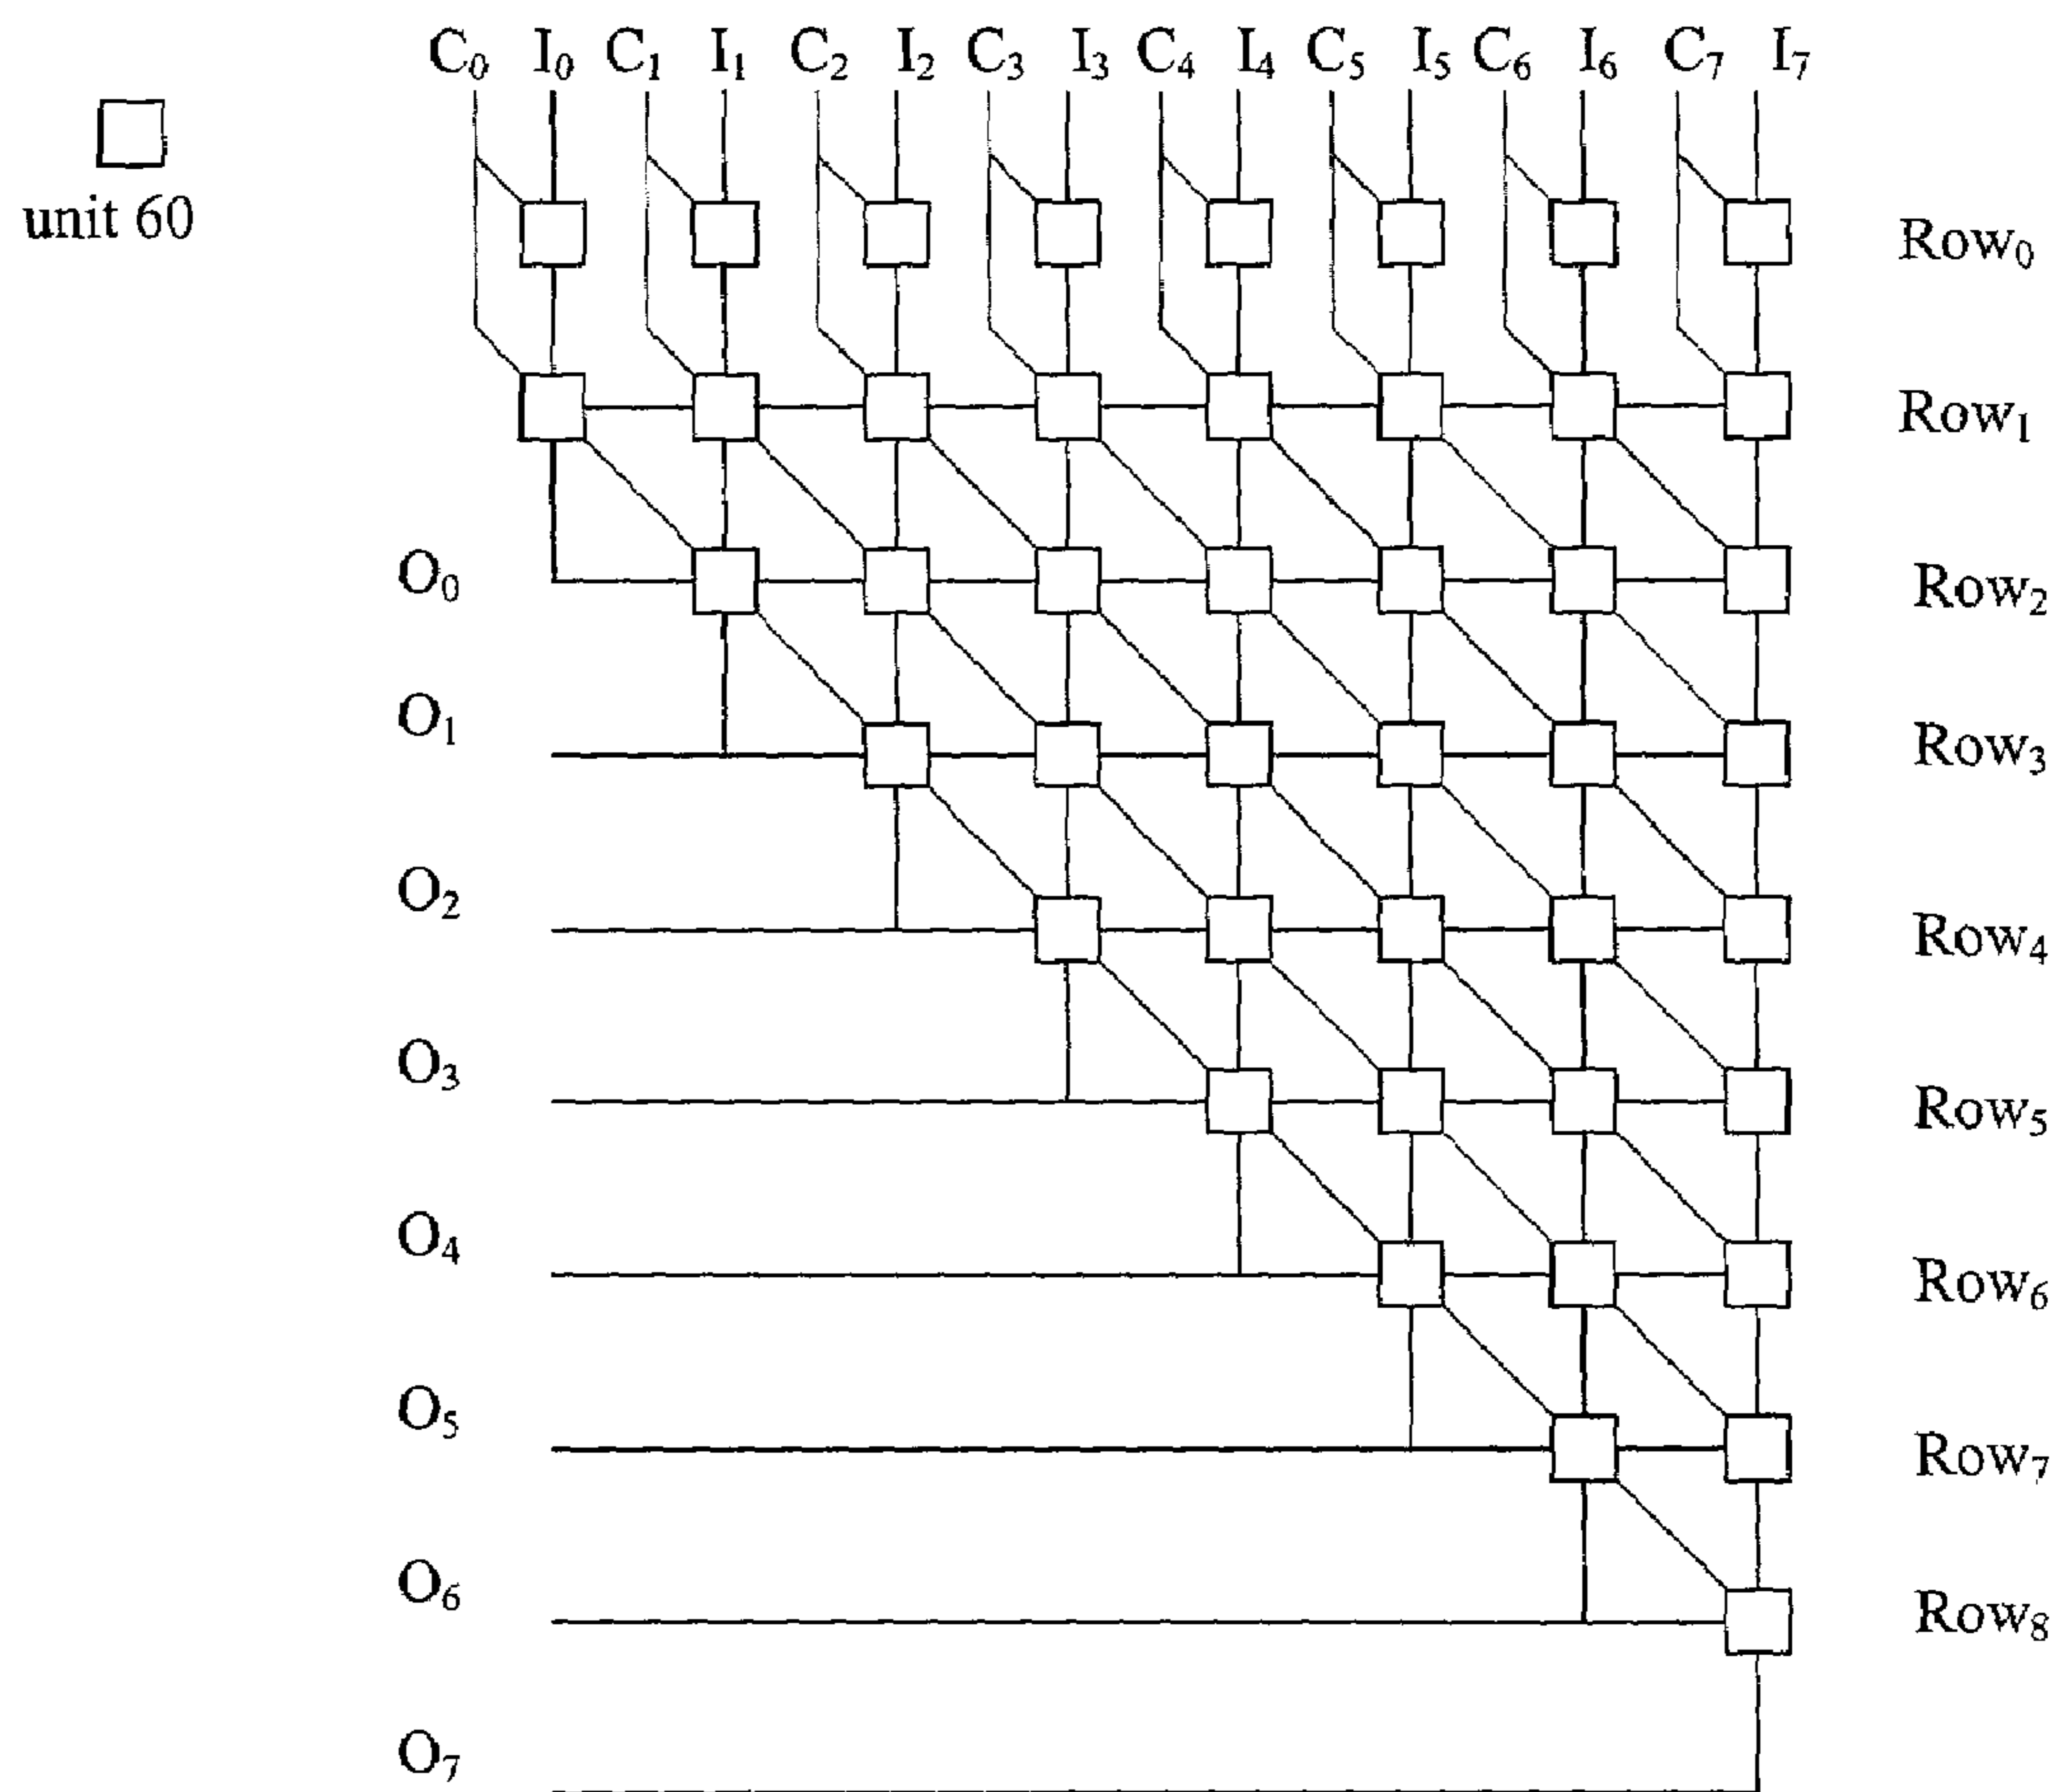 C₀ I₀ C₁ I₁ C₂ I₂ C₃ I₃ C₄ I₄ C₅ I₅ C₆ I₆ C₇ I₇
unit 60
Row₀
Row₁
O₀ Row₂
O₁ Row₃
O₂ Row₄
O₃ Row₅
O₄ Row₆
O₅ Row₇
O₆ Row₈
O₇